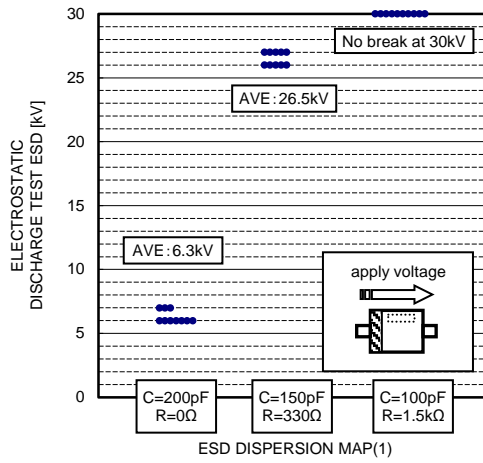 ELECTROSTATIC
DISCHARGE TEST ESD [kV]
30
25
20
15
10
5
0
No break at 30kV
AVE：26.5kV
AVE：6.3kV
apply voltage
C=200pF
R=0Ω
C=150pF
R=330Ω
C=100pF
R=1.5kΩ
ESD DISPERSION MAP(1)